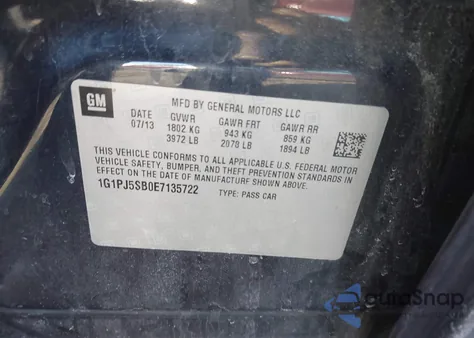 GM
MFD BY GENERAL MOTORS LLC
DATE GVWR GAWR FRT GAWR RR
07/13 1802 KG 943 KG 859 KG
3972 LB 2078 LB 1894 LB
THIS VEHICLE CONFORMS TO ALL APPLICABLE U.S. FEDERAL MOTOR
VEHICLE SAFETY, BUMPER, AND THEFT PREVENTION STANDARDS IN
EFFECT ON THE DATE OF MANUFACTURE SHOWN ABOVE.
1G1PJ5SB0E7135722 TYPE: PASS CAR
autoSnap